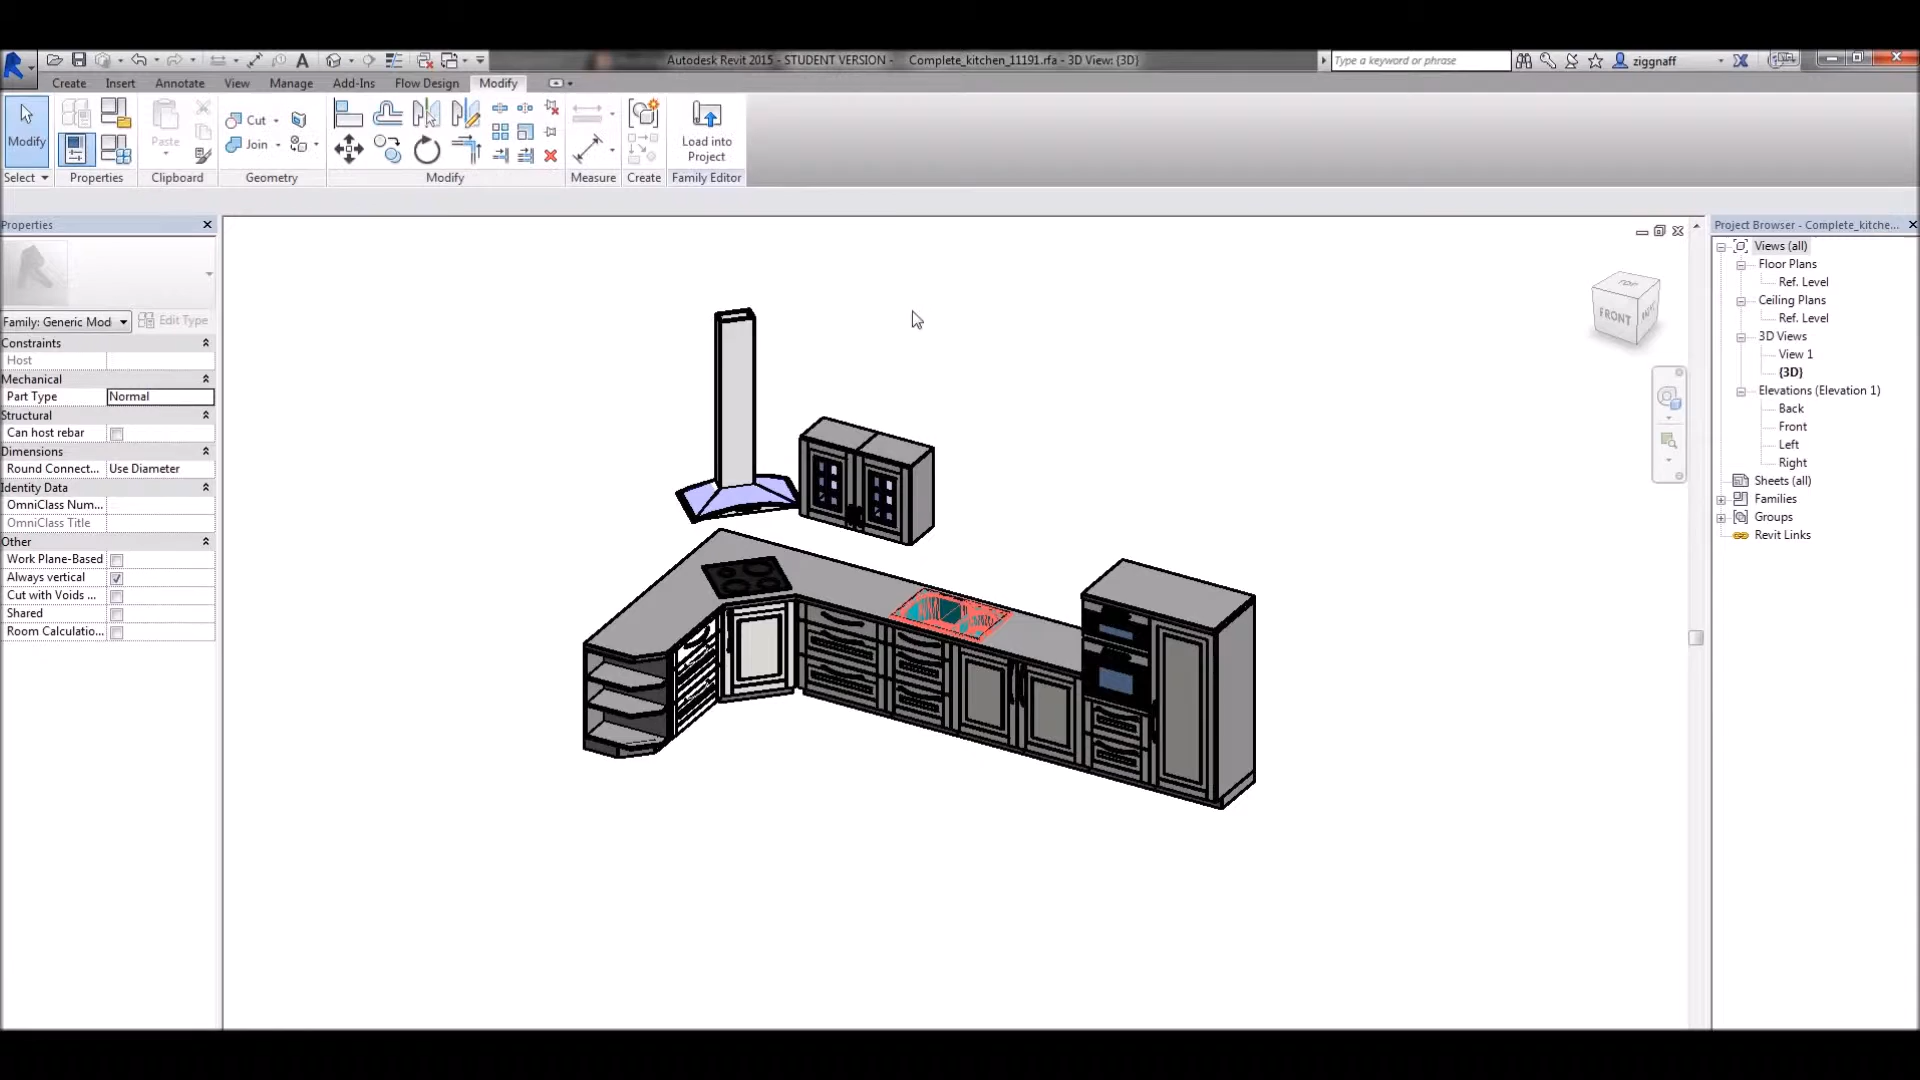 Autodesk Revit 2015 - STUDENT VERSION - Complete_kitchen_11191.rfa - 3D View: {3D}
Type a keyword or phrase
ziggnaff
Create Insert Annotate View Manage Add-Ins Flow Design Modify
Modify
Paste
Cut
Join
Load into
Project
Select Properties Clipboard Geometry Modify Measure Create Family Editor
Properties
Family: Generic Mod
Edit Type
Constraints
Host
Mechanical
Part Type Normal
Structural
Can host rebar
Dimensions
Round Connect... Use Diameter
Identity Data
OmniClass Num...
OmniClass Title
Other
Work Plane-Based
Always vertical
Cut with Voids ...
Shared
Room Calculatio...
TOP
FRONT
Project Browser - Complete_kitche...
Views (all)
Floor Plans
Ref. Level
Ceiling Plans
Ref. Level
3D Views
View 1
{3D}
Elevations (Elevation 1)
Back
Front
Left
Right
Sheets (all)
Families
Groups
Revit Links